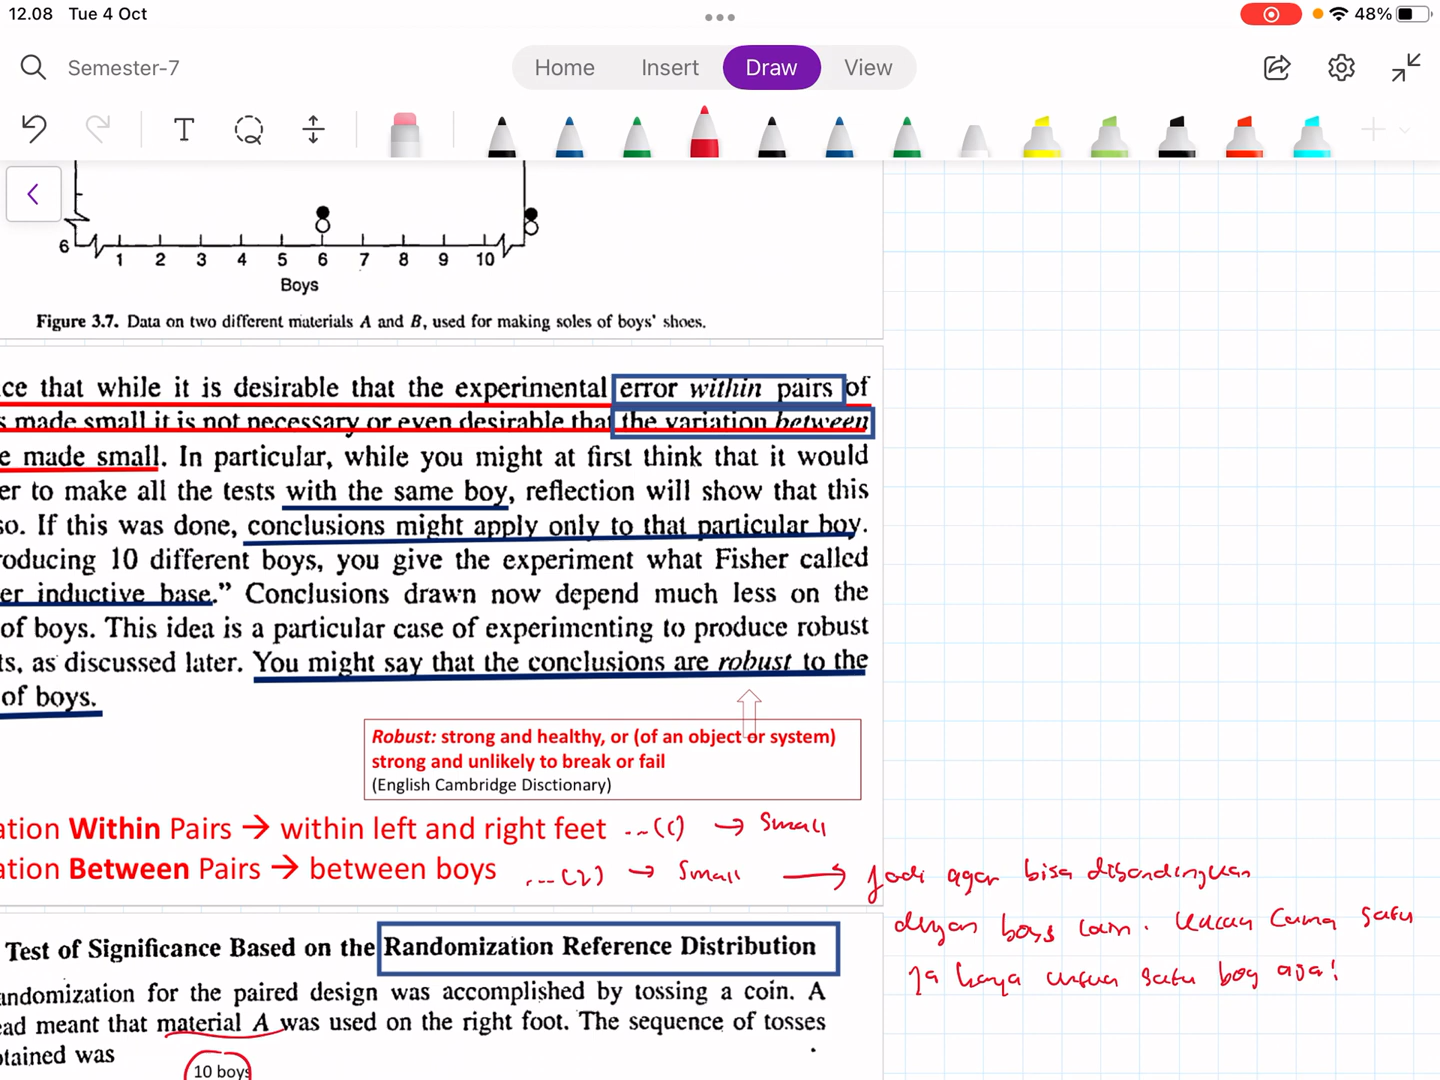 12.08 Tue 4 Oct
48%
Semester-7
Home Insert Draw View
T
6
1 2 3 4 5 6 7 8 9 10
Boys
Figure 3.7. Data on two different materials A and B, used for making soles of boys' shoes.
ce that while it is desirable that the experimental error within pairs of
s made small it is not necessary or even desirable that the variation between
e made small. In particular, while you might at first think that it would
er to make all the tests with the same boy, reflection will show that this
so. If this was done, conclusions might apply only to that particular boy.
roducing 10 different boys, you give the experiment what Fisher called
er inductive base.” Conclusions drawn now depend much less on the
of boys. This idea is a particular case of experimenting to produce robust
ts, as discussed later. You might say that the conclusions are robust to the
of boys.
Robust: strong and healthy, or (of an object or system)
strong and unlikely to break or fail
(English Cambridge Disctionary)
ation Within Pairs → within left and right feet ...(1) → Small
ation Between Pairs → between boys ...(2) → Small → Jadi agar bisa dibandingkan
dengan boys lain. Kalau cuma satu
ya hanya untuk satu boy aja!
Test of Significance Based on the Randomization Reference Distribution
andomization for the paired design was accomplished by tossing a coin. A
ead meant that material A was used on the right foot. The sequence of tosses
otained was
10 boys